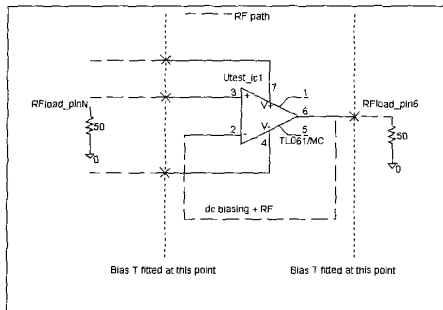 RF path
Utest_ic1
7
1
RFload_pinN
3
+
V+
6
RFload_pin6
50
2
-
V-
5
50
4
TL061/MC
0
0
dc biasing + RF
Bias T fitted at this point
Bias T fitted at this point